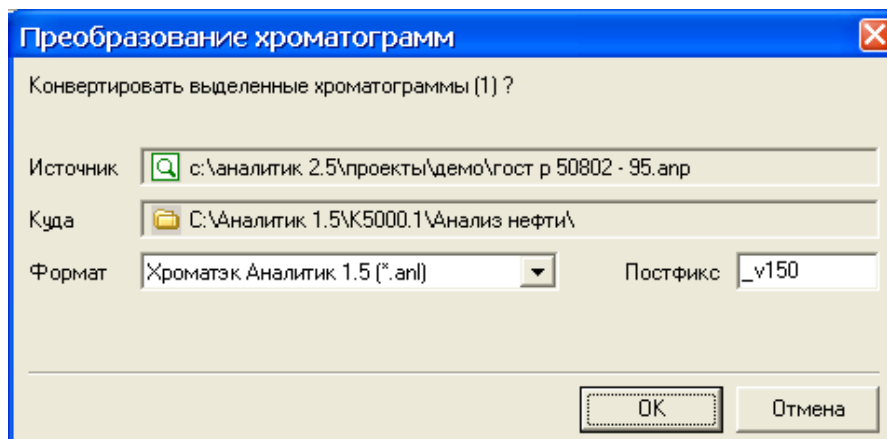 Преобразование хроматограмм
Конвертировать выделенные хроматограммы (1) ?
Источник c:\аналитик 2.5\проекты\демо\гост р 50802 - 95.anp
Куда C:\Аналитик 1.5\K5000.1\Анализ нефти\
Формат Хроматэк Аналитик 1.5 (*.anl) Постфикс _v150
OK Отмена